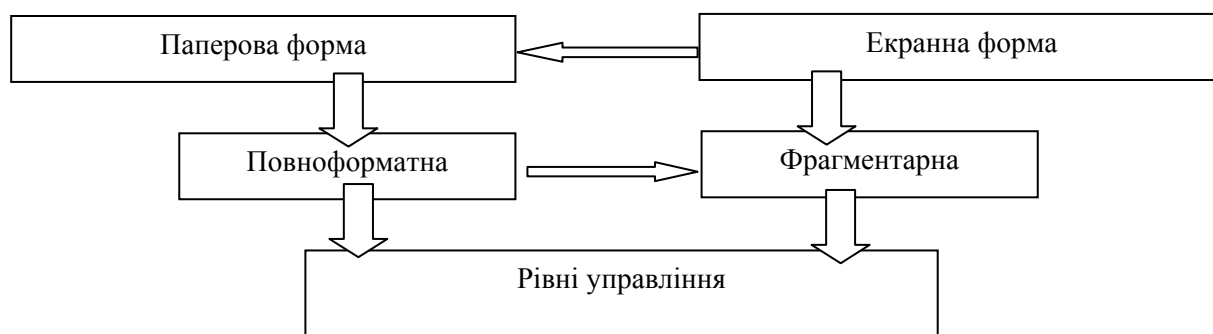 Паперова форма
Екранна форма
Повноформатна
Фрагментарна
Рівні управління